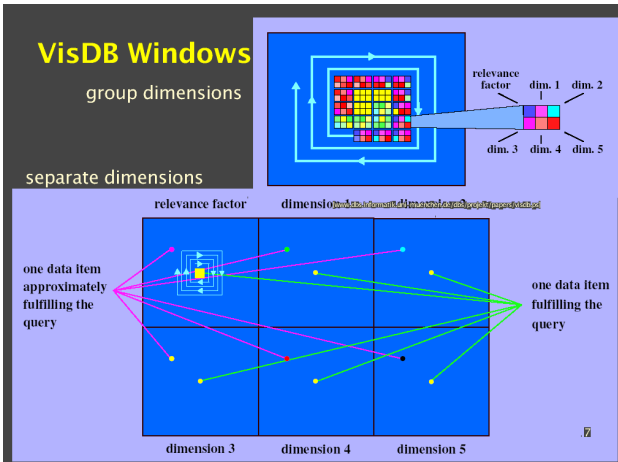 VisDB Windows
group dimensions
relevance
factor
dim. 1
dim. 2
dim. 3
dim. 4
dim. 5
separate dimensions
relevance factor
one data item
approximately
fulfilling the
query
one data item
fulfilling the
query
dimension 3
dimension 4
dimension 5
7